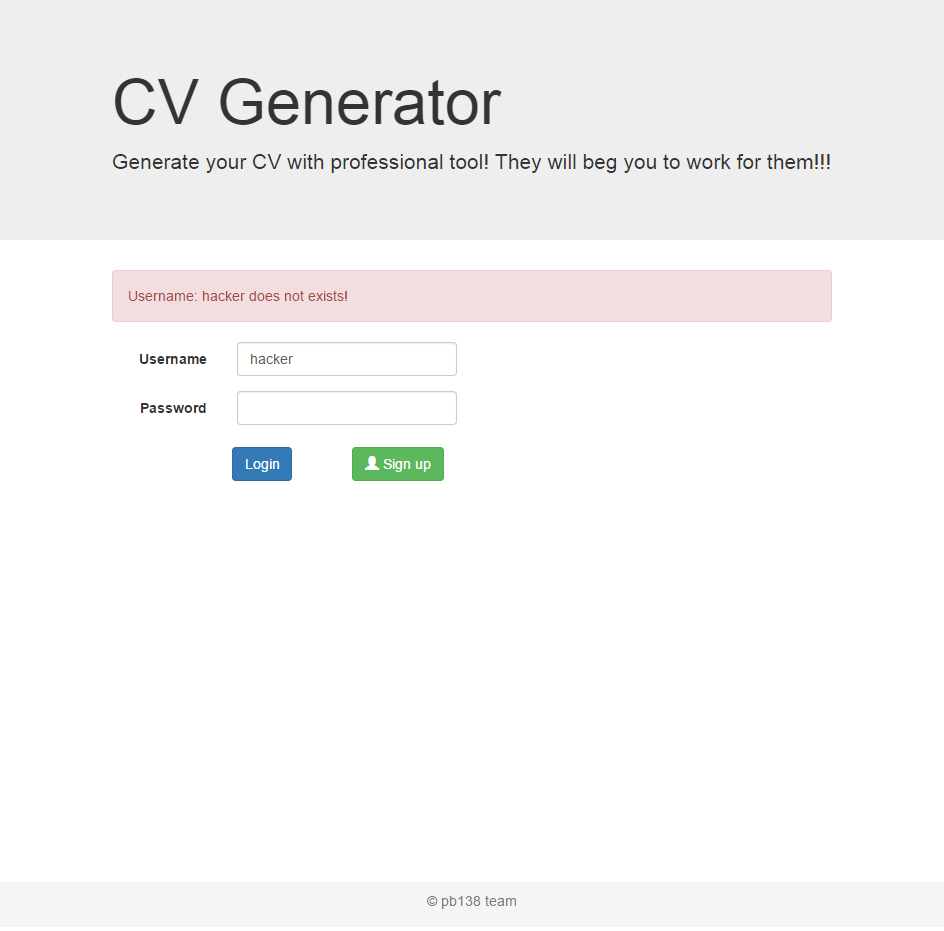 CV Generator
Generate your CV with professional tool! They will beg you to work for them!!!
Username: hacker does not exists!
Username hacker
Password
Login Sign up
© pb138 team